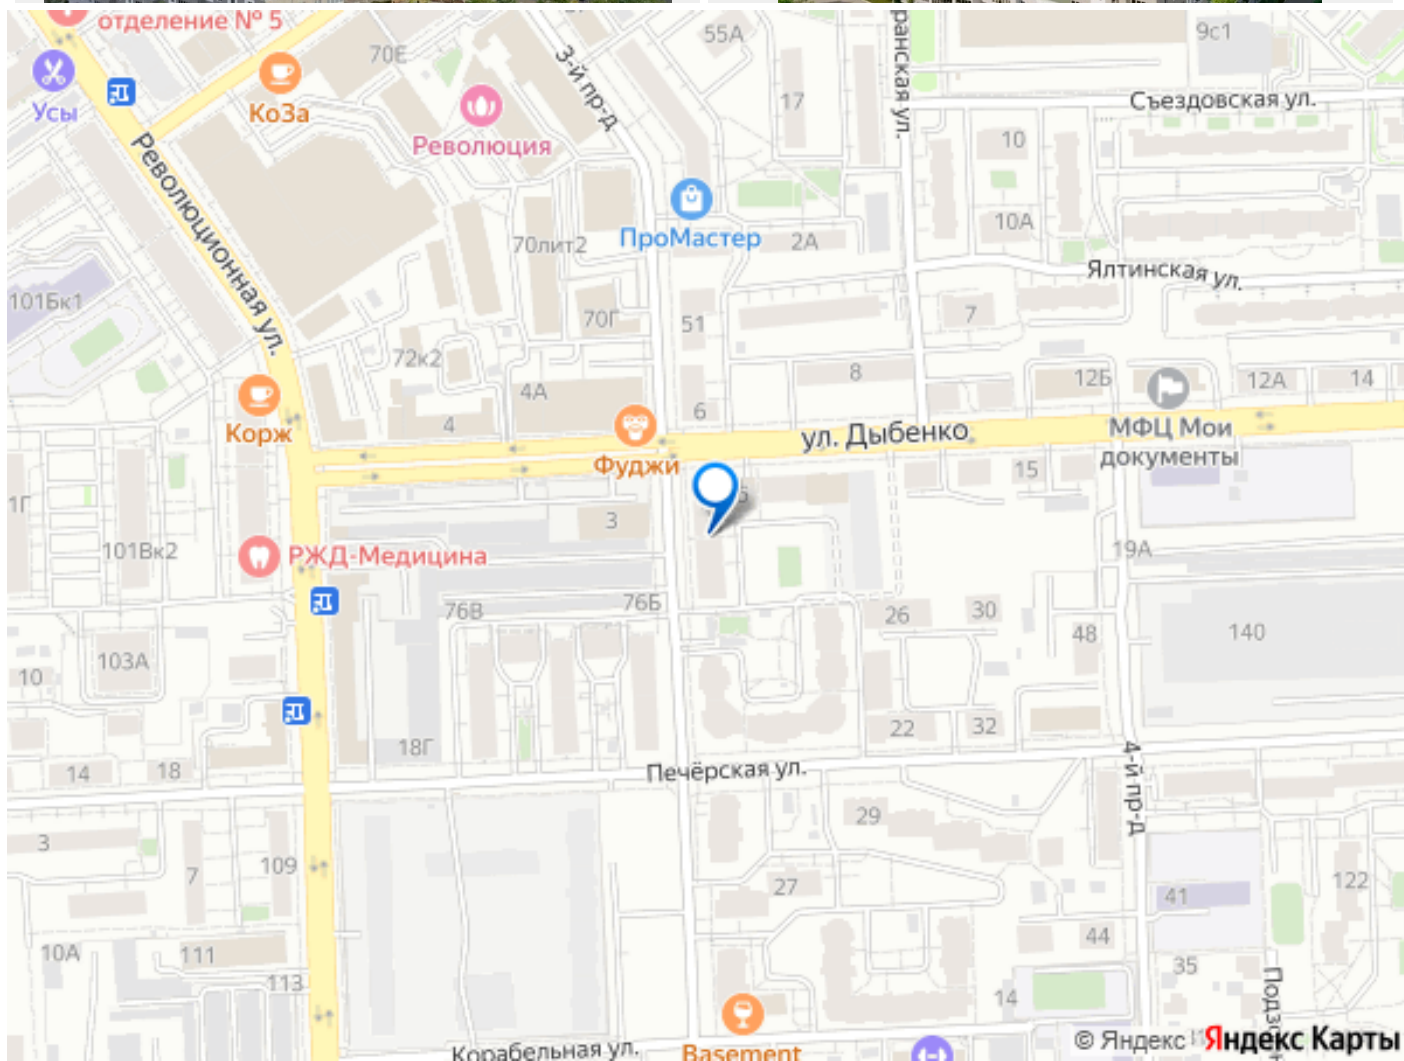 отделение № 5
Усы
КоЗа
70Е
3-й пр-д
55А
17
9с1
Съездовская ул.
10
Революция
Революционная ул.
ПроМастер
70лит2
2А
10А
Ялтинская ул.
101Бк1
70Г
51
7
72к2
4А
8
12Б
12А
14
Корж
4
6
ул. Дыбенко
МФЦ Мои
документы
Фуджи
15
1Г
3
101Вк2
РЖД-Медицина
19А
76В
76Б
26
30
48
140
103А
10
22
32
18Г
14
18
Печёрская ул.
4-й пр-д
29
3
7
109
27
41
122
10А
111
113
44
35
14
Корабельная ул.
Basement
© Яндекс
Яндекс Карты